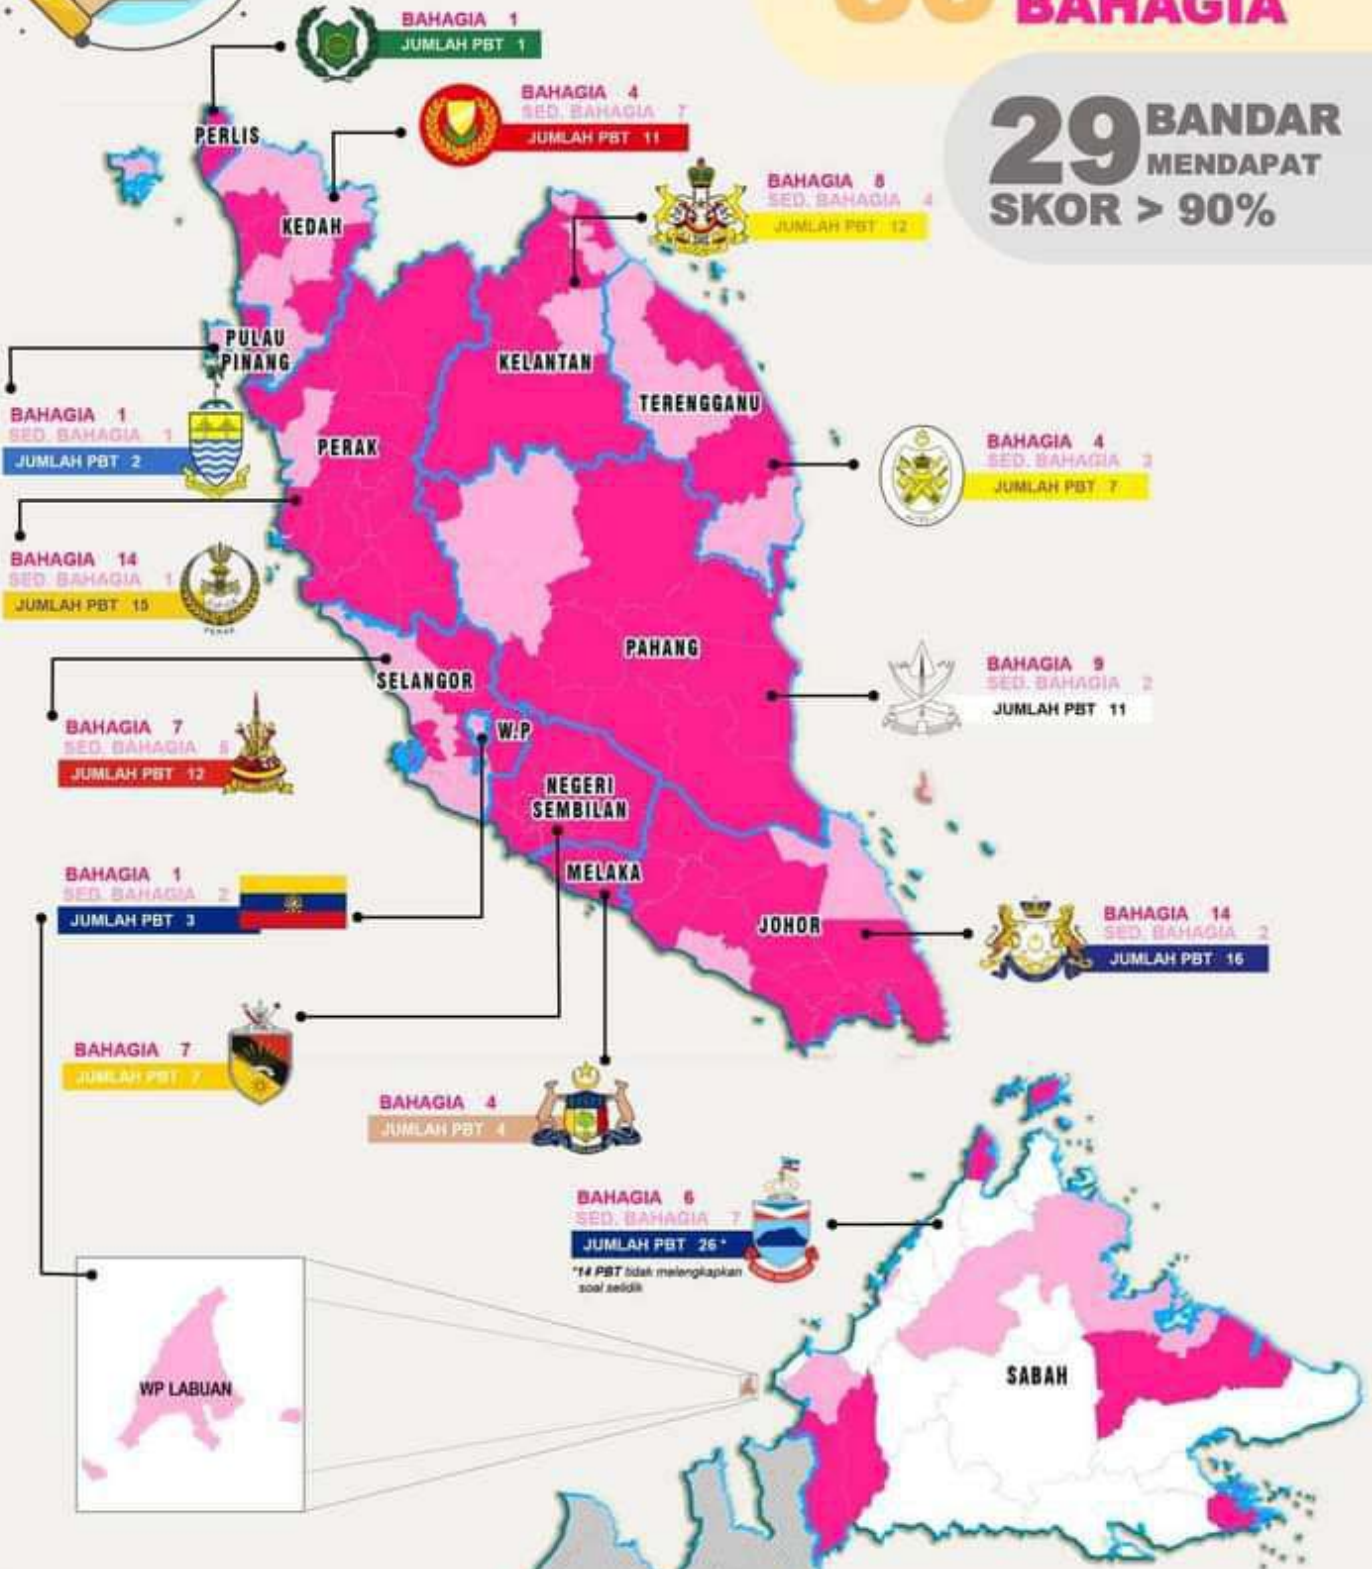 BAHAGIA
29 BANDAR
MENDAPAT
SKOR > 90%
BAHAGIA 1
JUMLAH PBT 1
BAHAGIA 4
SED. BAHAGIA 7
JUMLAH PBT 11
BAHAGIA 8
SED. BAHAGIA 4
JUMLAH PBT 12
PERLIS
KEDAH
PULAU
PINANG
KELANTAN
TERENGGANU
PERAK
BAHAGIA 1
SED. BAHAGIA 1
JUMLAH PBT 2
BAHAGIA 4
SED. BAHAGIA 3
JUMLAH PBT 7
BAHAGIA 14
SED. BAHAGIA 1
JUMLAH PBT 15
PERAK
PAHANG
SELANGOR
BAHAGIA 9
SED. BAHAGIA 2
JUMLAH PBT 11
BAHAGIA 7
SED. BAHAGIA 5
JUMLAH PBT 12
W.P
NEGERI
SEMBILAN
MELAKA
JOHOR
BAHAGIA 1
SED. BAHAGIA 2
JUMLAH PBT 3
BAHAGIA 14
SED. BAHAGIA 2
JUMLAH PBT 16
BAHAGIA 7
JUMLAH PBT 7
BAHAGIA 4
JUMLAH PBT 4
BAHAGIA 6
SED. BAHAGIA 7
JUMLAH PBT 26*
*14 PBT tidak melengkapkan
soal selidik
WP LABUAN
SABAH